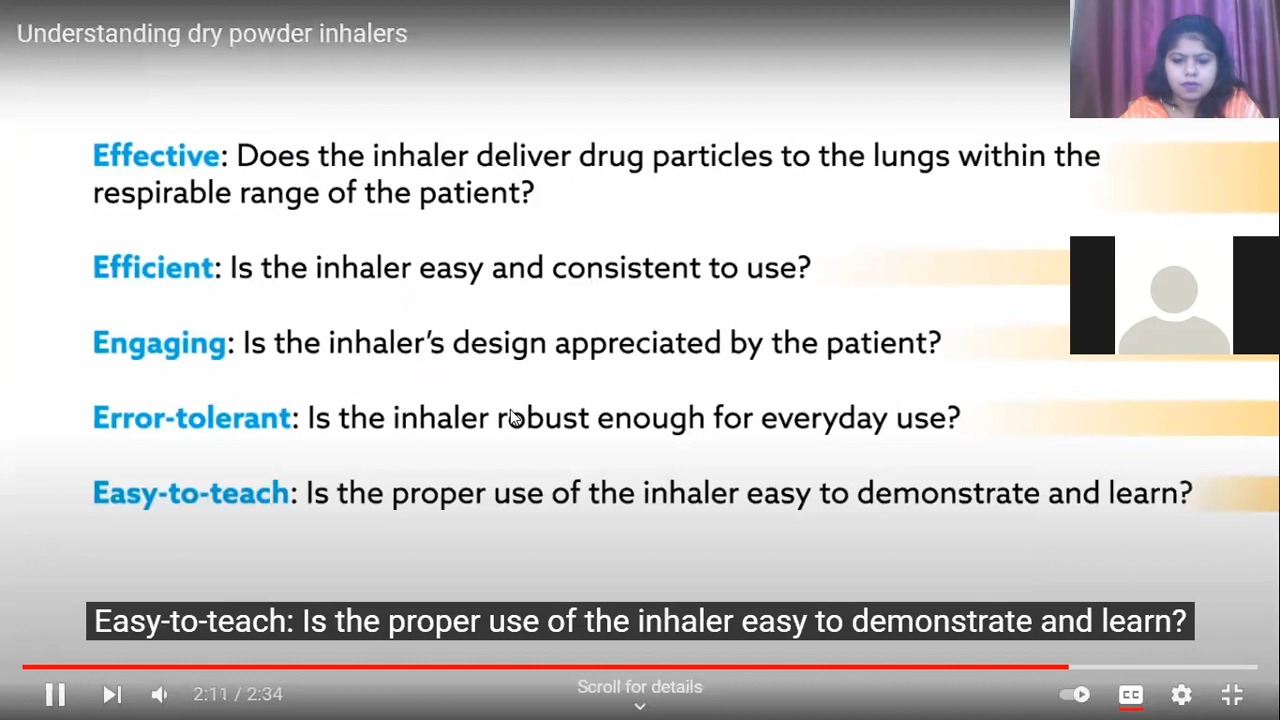 Understanding dry powder inhalers
Effective: Does the inhaler deliver drug particles to the lungs within the
respirable range of the patient?
Efficient: Is the inhaler easy and consistent to use?
Engaging: Is the inhaler’s design appreciated by the patient?
Error-tolerant: Is the inhaler robust enough for everyday use?
Easy-to-teach: Is the proper use of the inhaler easy to demonstrate and learn?
Easy-to-teach: Is the proper use of the inhaler easy to demonstrate and learn?
Scroll for details
2:11 / 2:34
CC